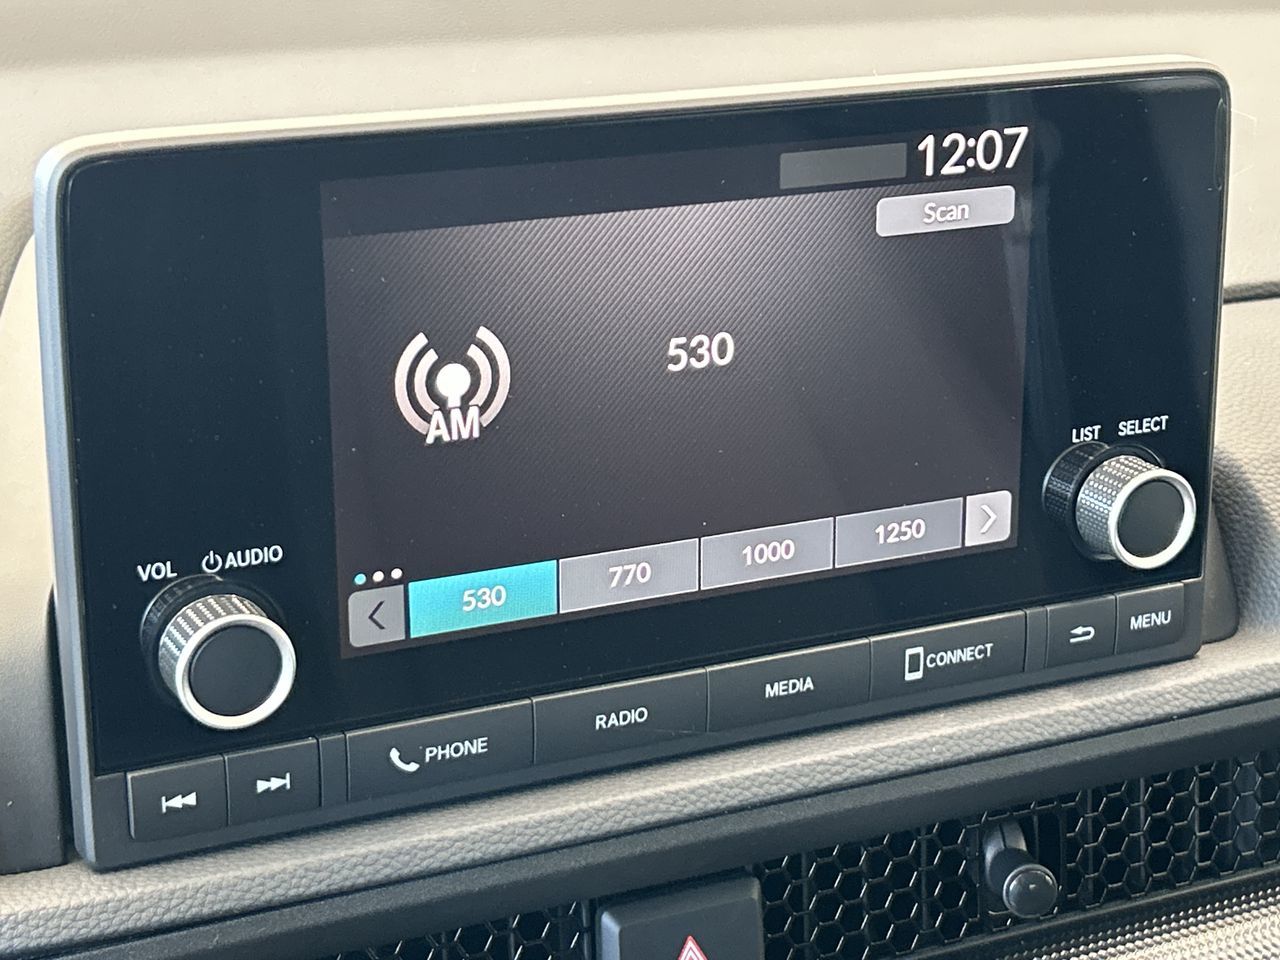 12:07
Scan
530
AM
LIST SELECT
VOL AUDIO
530 770 1000 1250
PHONE RADIO MEDIA CONNECT MENU